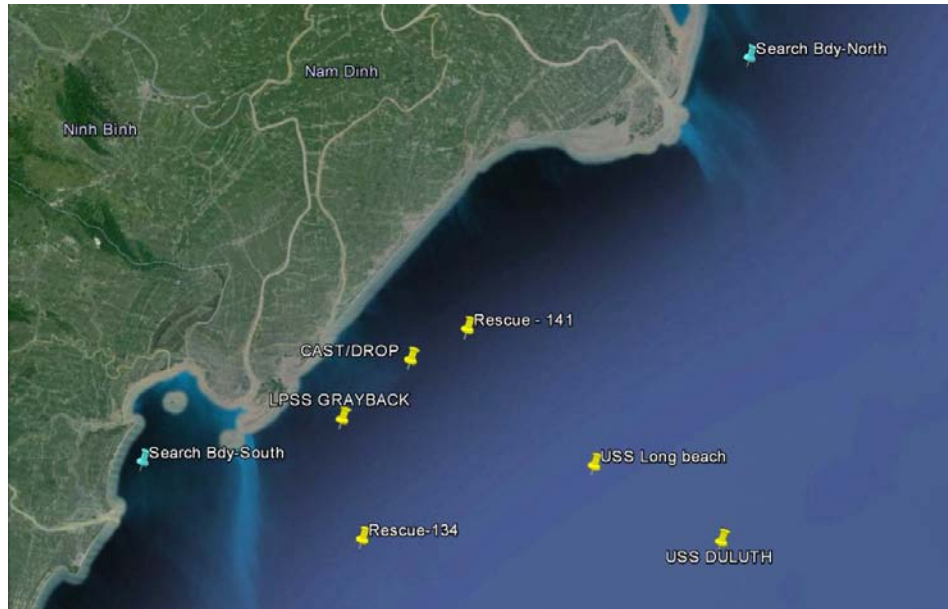 Search Bdy-North
Nam Dinh
Ninh Binh
Rescue - 141
CAST/DROP
LPSS GRAYBACK
Search Bdy-South
USS Long beach
Rescue-134
USS DULUTH